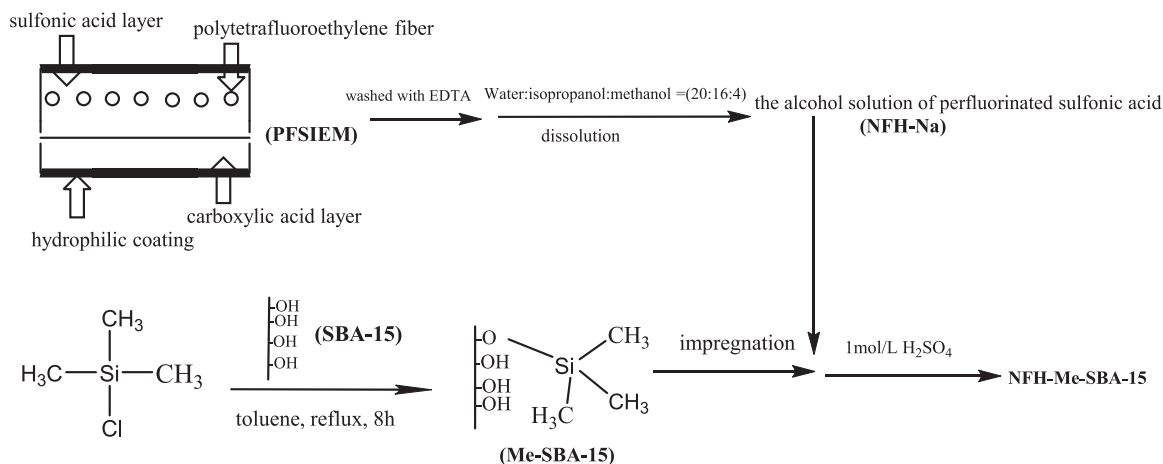 sulfonic acid layer
polytetrafluoroethylene fiber
(PFSIEM)
carboxylic acid layer
hydrophilic coating
washed with EDTA
Water:isopropanol:methanol =(20:16:4)
dissolution
the alcohol solution of perfluorinated sulfonic acid
(NFH-Na)
CH3
H3C
Si
CH3
Cl
OH
OH
OH
OH
(SBA-15)
toluene, reflux, 8h
O
OH
OH
OH
Si
CH3
CH3
H3C
(Me-SBA-15)
impregnation
1mol/L H2SO4
NFH-Me-SBA-15